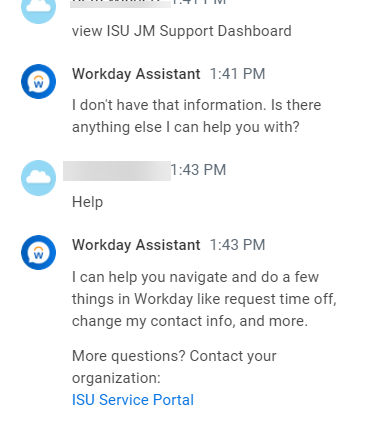 1:41 PM
view ISU JM Support Dashboard
Workday Assistant 1:41 PM
I don't have that information. Is there
anything else I can help you with?
1:43 PM
Help
Workday Assistant 1:43 PM
I can help you navigate and do a few
things in Workday like request time off,
change my contact info, and more.
More questions? Contact your
organization:
ISU Service Portal